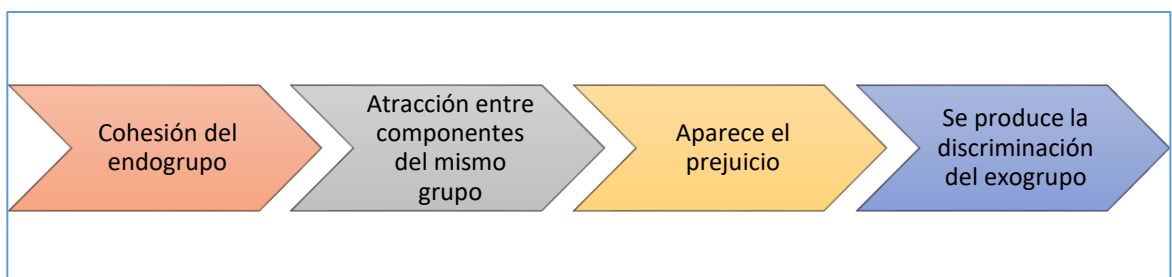 Cohesión del
endogrupo
Atracción entre
componentes
del mismo
grupo
Aparece el
prejuicio
Se produce la
discriminación
del exogrupo